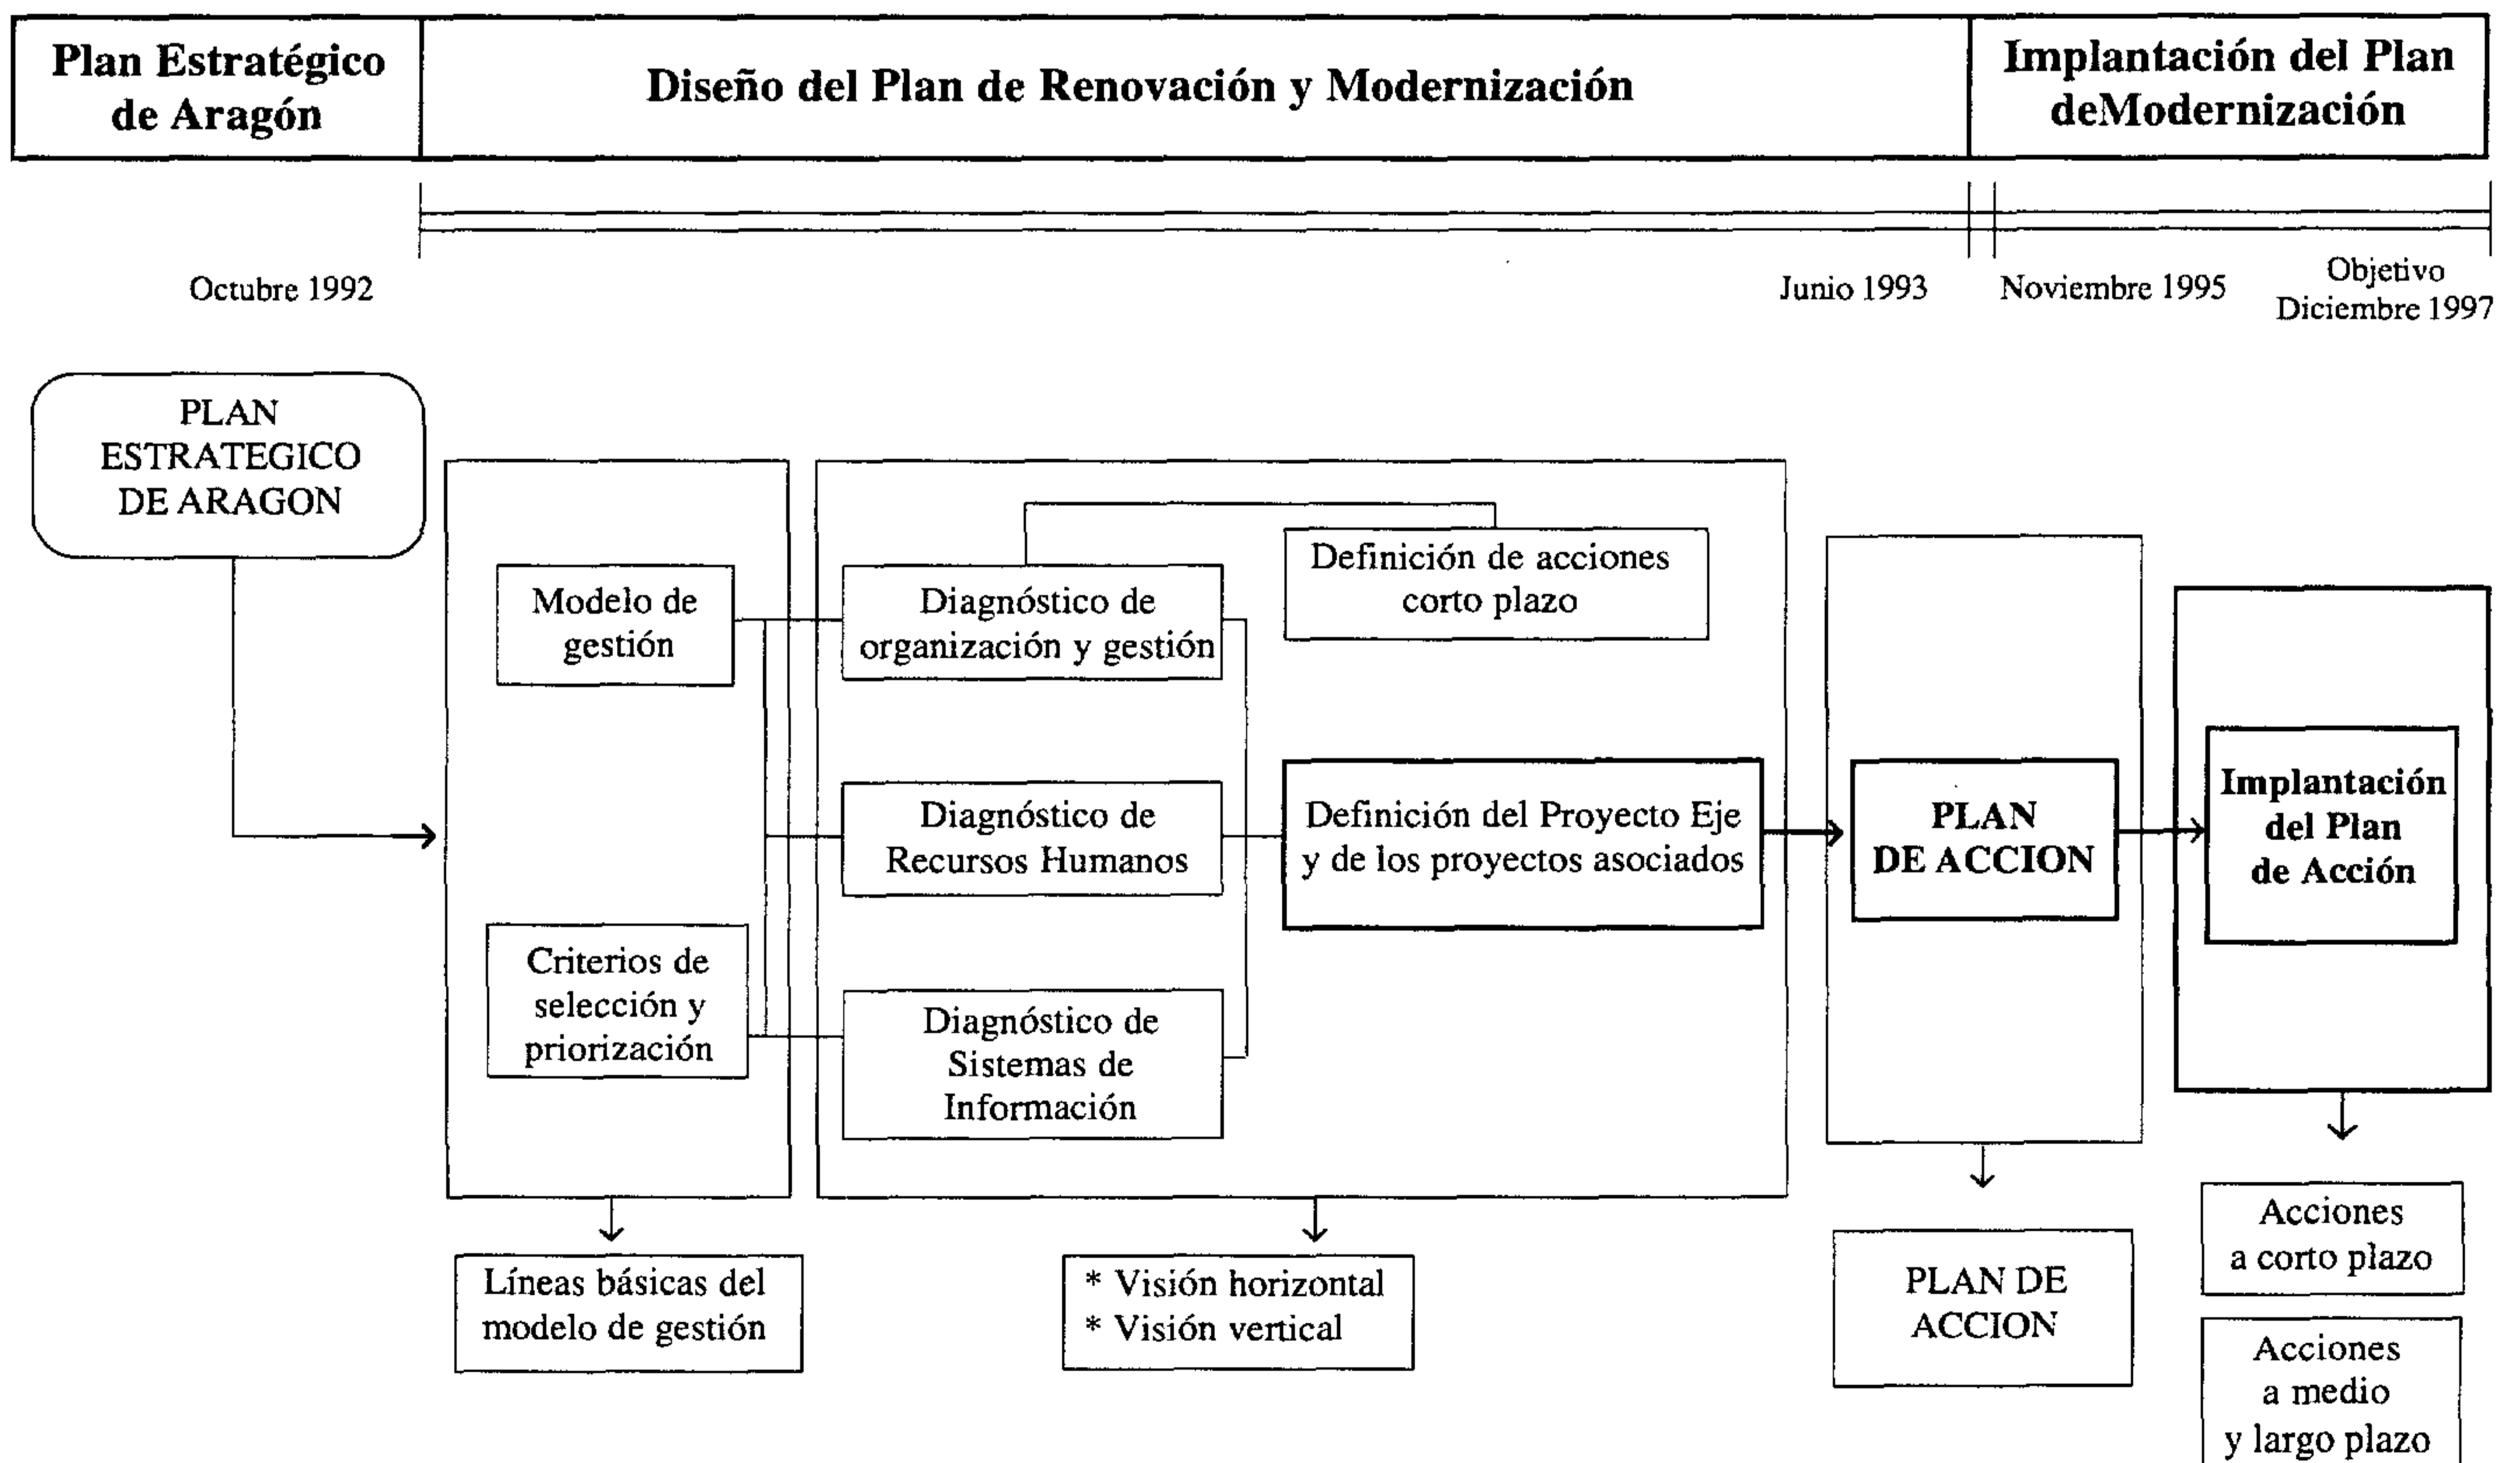 Plan Estratégico
de Aragón
Diseño del Plan de Renovación y Modernización
Implantación del Plan
deModernización
Octubre 1992
Junio 1993
Noviembre 1995
Objetivo
Diciembre 1997
PLAN
ESTRATEGICO
DE ARAGON
Modelo de
gestión
Criterios de
selección y
priorización
Diagnóstico de
organización y gestión
Definición de acciones
corto plazo
Diagnóstico de
Recursos Humanos
Diagnóstico de
Sistemas de
Información
Definición del Proyecto Eje
y de los proyectos asociados
PLAN
DE ACCION
Implantación
del Plan
de Acción
Líneas básicas del
modelo de gestión
* Visión horizontal
* Visión vertical
PLAN DE
ACCION
Acciones
a corto plazo
Acciones
a medio
y largo plazo